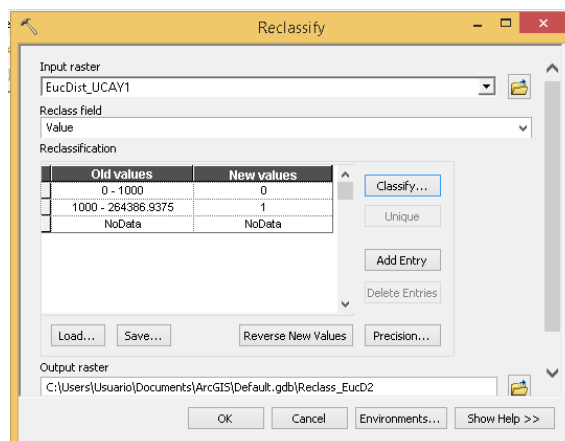 Reclassify
Input raster
EucDist_UCAY1
Reclass field
Value
Reclassification
Old values New values
0 - 1000 0
1000 - 264386.9375 1
NoData NoData
Classify...
Unique
Add Entry
Delete Entries
Load... Save... Reverse New Values Precision...
Output raster
C:\Users\Usuario\Documents\ArcGIS\Default.gdb\Reclass_EucD2
OK Cancel Environments... Show Help >>